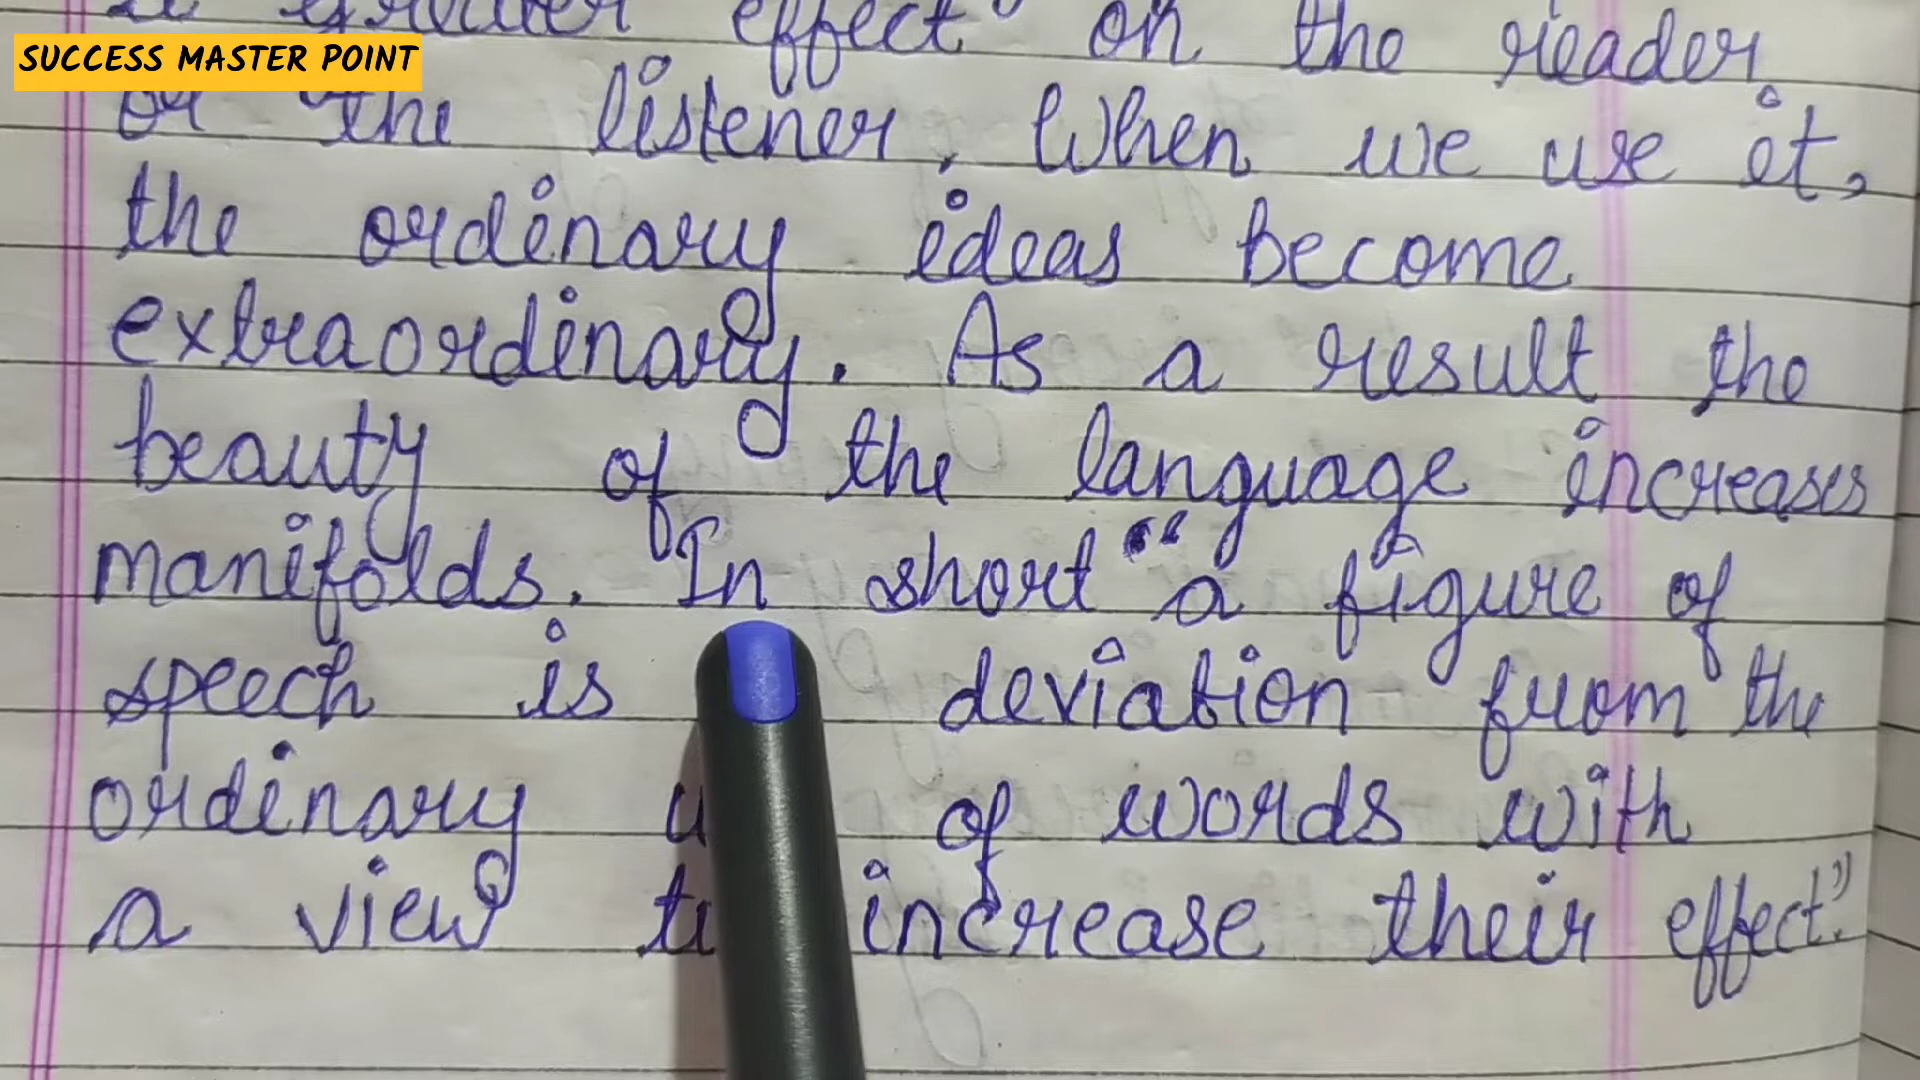 effect on the reader
SUCCESS MASTER POINT
or the listener. When we use it,
the ordinary ideas become
extraordinary. As a result the
beauty of the language increases
manifolds. In short "a figure of
speech is deviation from the
ordinary of words with
a view increase their effect."